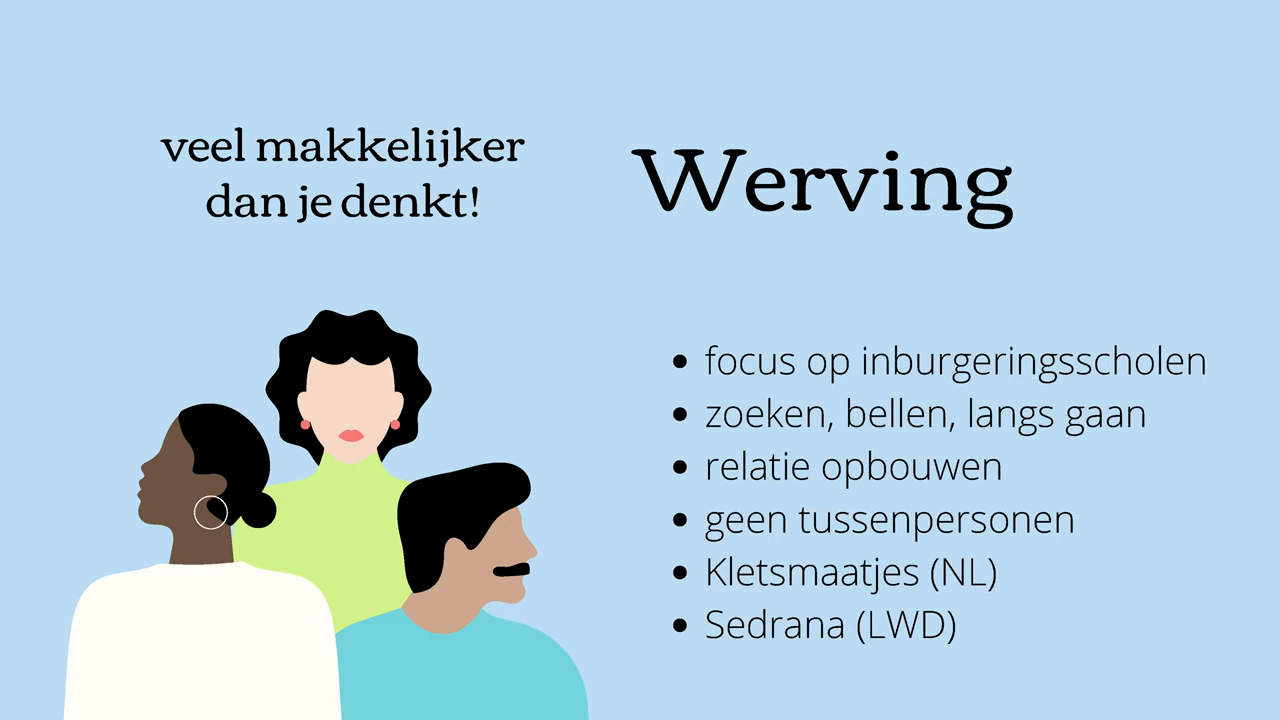 veel makkelijker
dan je denkt!
Werving
focus op inburgeringsscholen
zoeken, bellen, langs gaan
relatie opbouwen
geen tussenpersonen
Kletsmaatjes (NL)
Sedrana (LWD)